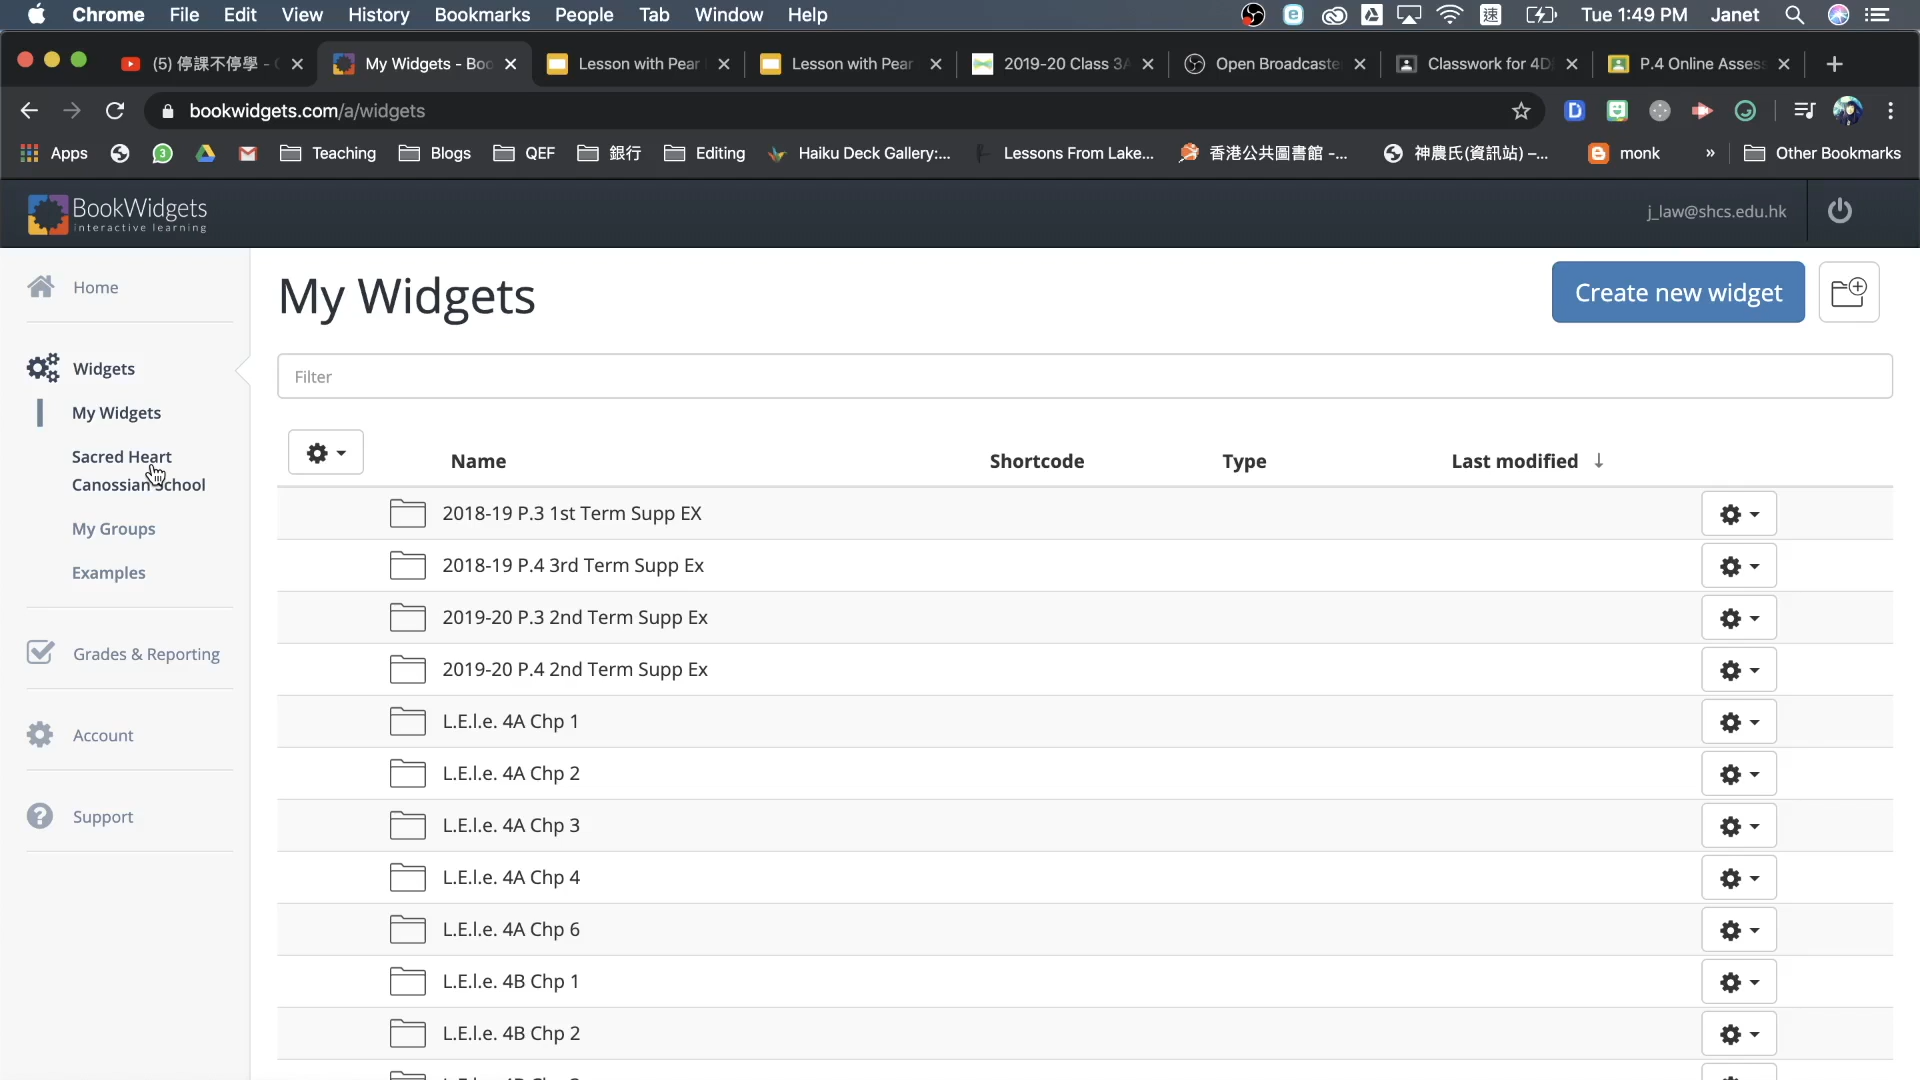 Chrome File Edit View History Bookmarks People Tab Window Help 速 Tue 1:49 PM Janet
(5) 停課不停學 - My Widgets - Boo Lesson with Pear Lesson with Pear 2019-20 Class 3A Open Broadcaste Classwork for 4D P.4 Online Assess
bookwidgets.com/a/widgets
Apps 3 Teaching Blogs QEF 銀行 Editing Haiku Deck Gallery:... Lessons From Lake... 香港公共圖書館 -... 神農氏(資訊站) –... monk » Other Bookmarks
BookWidgets
interactive learning
j_law@shcs.edu.hk
Home
Widgets
My Widgets
Sacred Heart
Canossian School
My Groups
Examples
Grades & Reporting
Account
Support
My Widgets
Create new widget
Filter
Name Shortcode Type Last modified ↓
2018-19 P.3 1st Term Supp EX
2018-19 P.4 3rd Term Supp Ex
2019-20 P.3 2nd Term Supp Ex
2019-20 P.4 2nd Term Supp Ex
L.E.I.e. 4A Chp 1
L.E.I.e. 4A Chp 2
L.E.I.e. 4A Chp 3
L.E.I.e. 4A Chp 4
L.E.I.e. 4A Chp 6
L.E.I.e. 4B Chp 1
L.E.I.e. 4B Chp 2